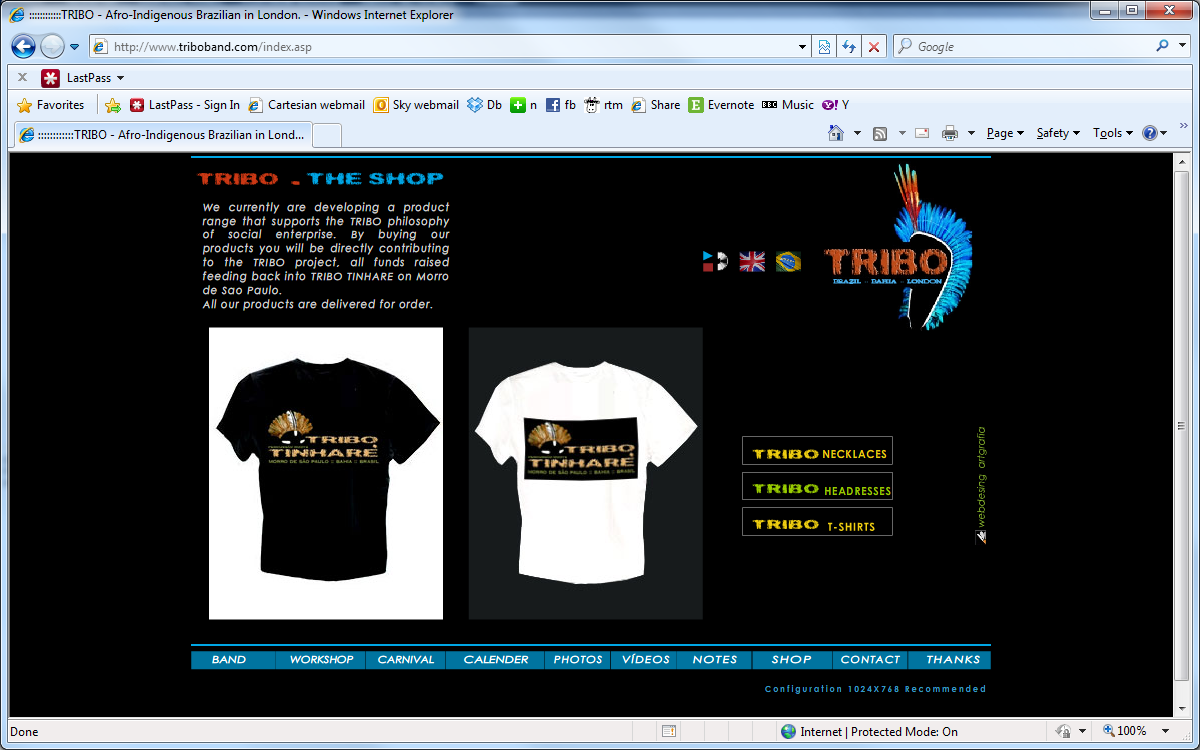 ::::::::::::TRIBO - Afro-Indigenous Brazilian in London. - Windows Internet Explorer
http://www.triboband.com/index.asp
Google
LastPass
Favorites LastPass - Sign In Cartesian webmail Sky webmail Db n fb rtm Share Evernote BBC Music Y! Y
::::::::::::TRIBO - Afro-Indigenous Brazilian in Lond...
Page Safety Tools
TRIBO . THE SHOP
We currently are developing a product
range that supports the TRIBO philosophy
of social enterprise. By buying our
products you will be directly contributing
to the TRIBO project, all funds raised
feeding back into TRIBO TINHARE on Morro
de Sao Paulo.
All our products are delivered for order.
TRIBO
BRAZIL - BAHIA - LONDON
TRIBO
TINHARÉ
MORRO DE SÃO PAULO :: BAHIA :: BRASIL
TRIBO
TINHARÉ
MORRO DE SÃO PAULO :: BAHIA :: BRASIL
TRIBO NECKLACES
TRIBO HEADRESSES
TRIBO T-SHIRTS
webdesing artgrafia
BAND WORKSHOP CARNIVAL CALENDER PHOTOS VÍDEOS NOTES SHOP CONTACT THANKS
Configuration 1024X768 Recommended
Done
Internet | Protected Mode: On
100%